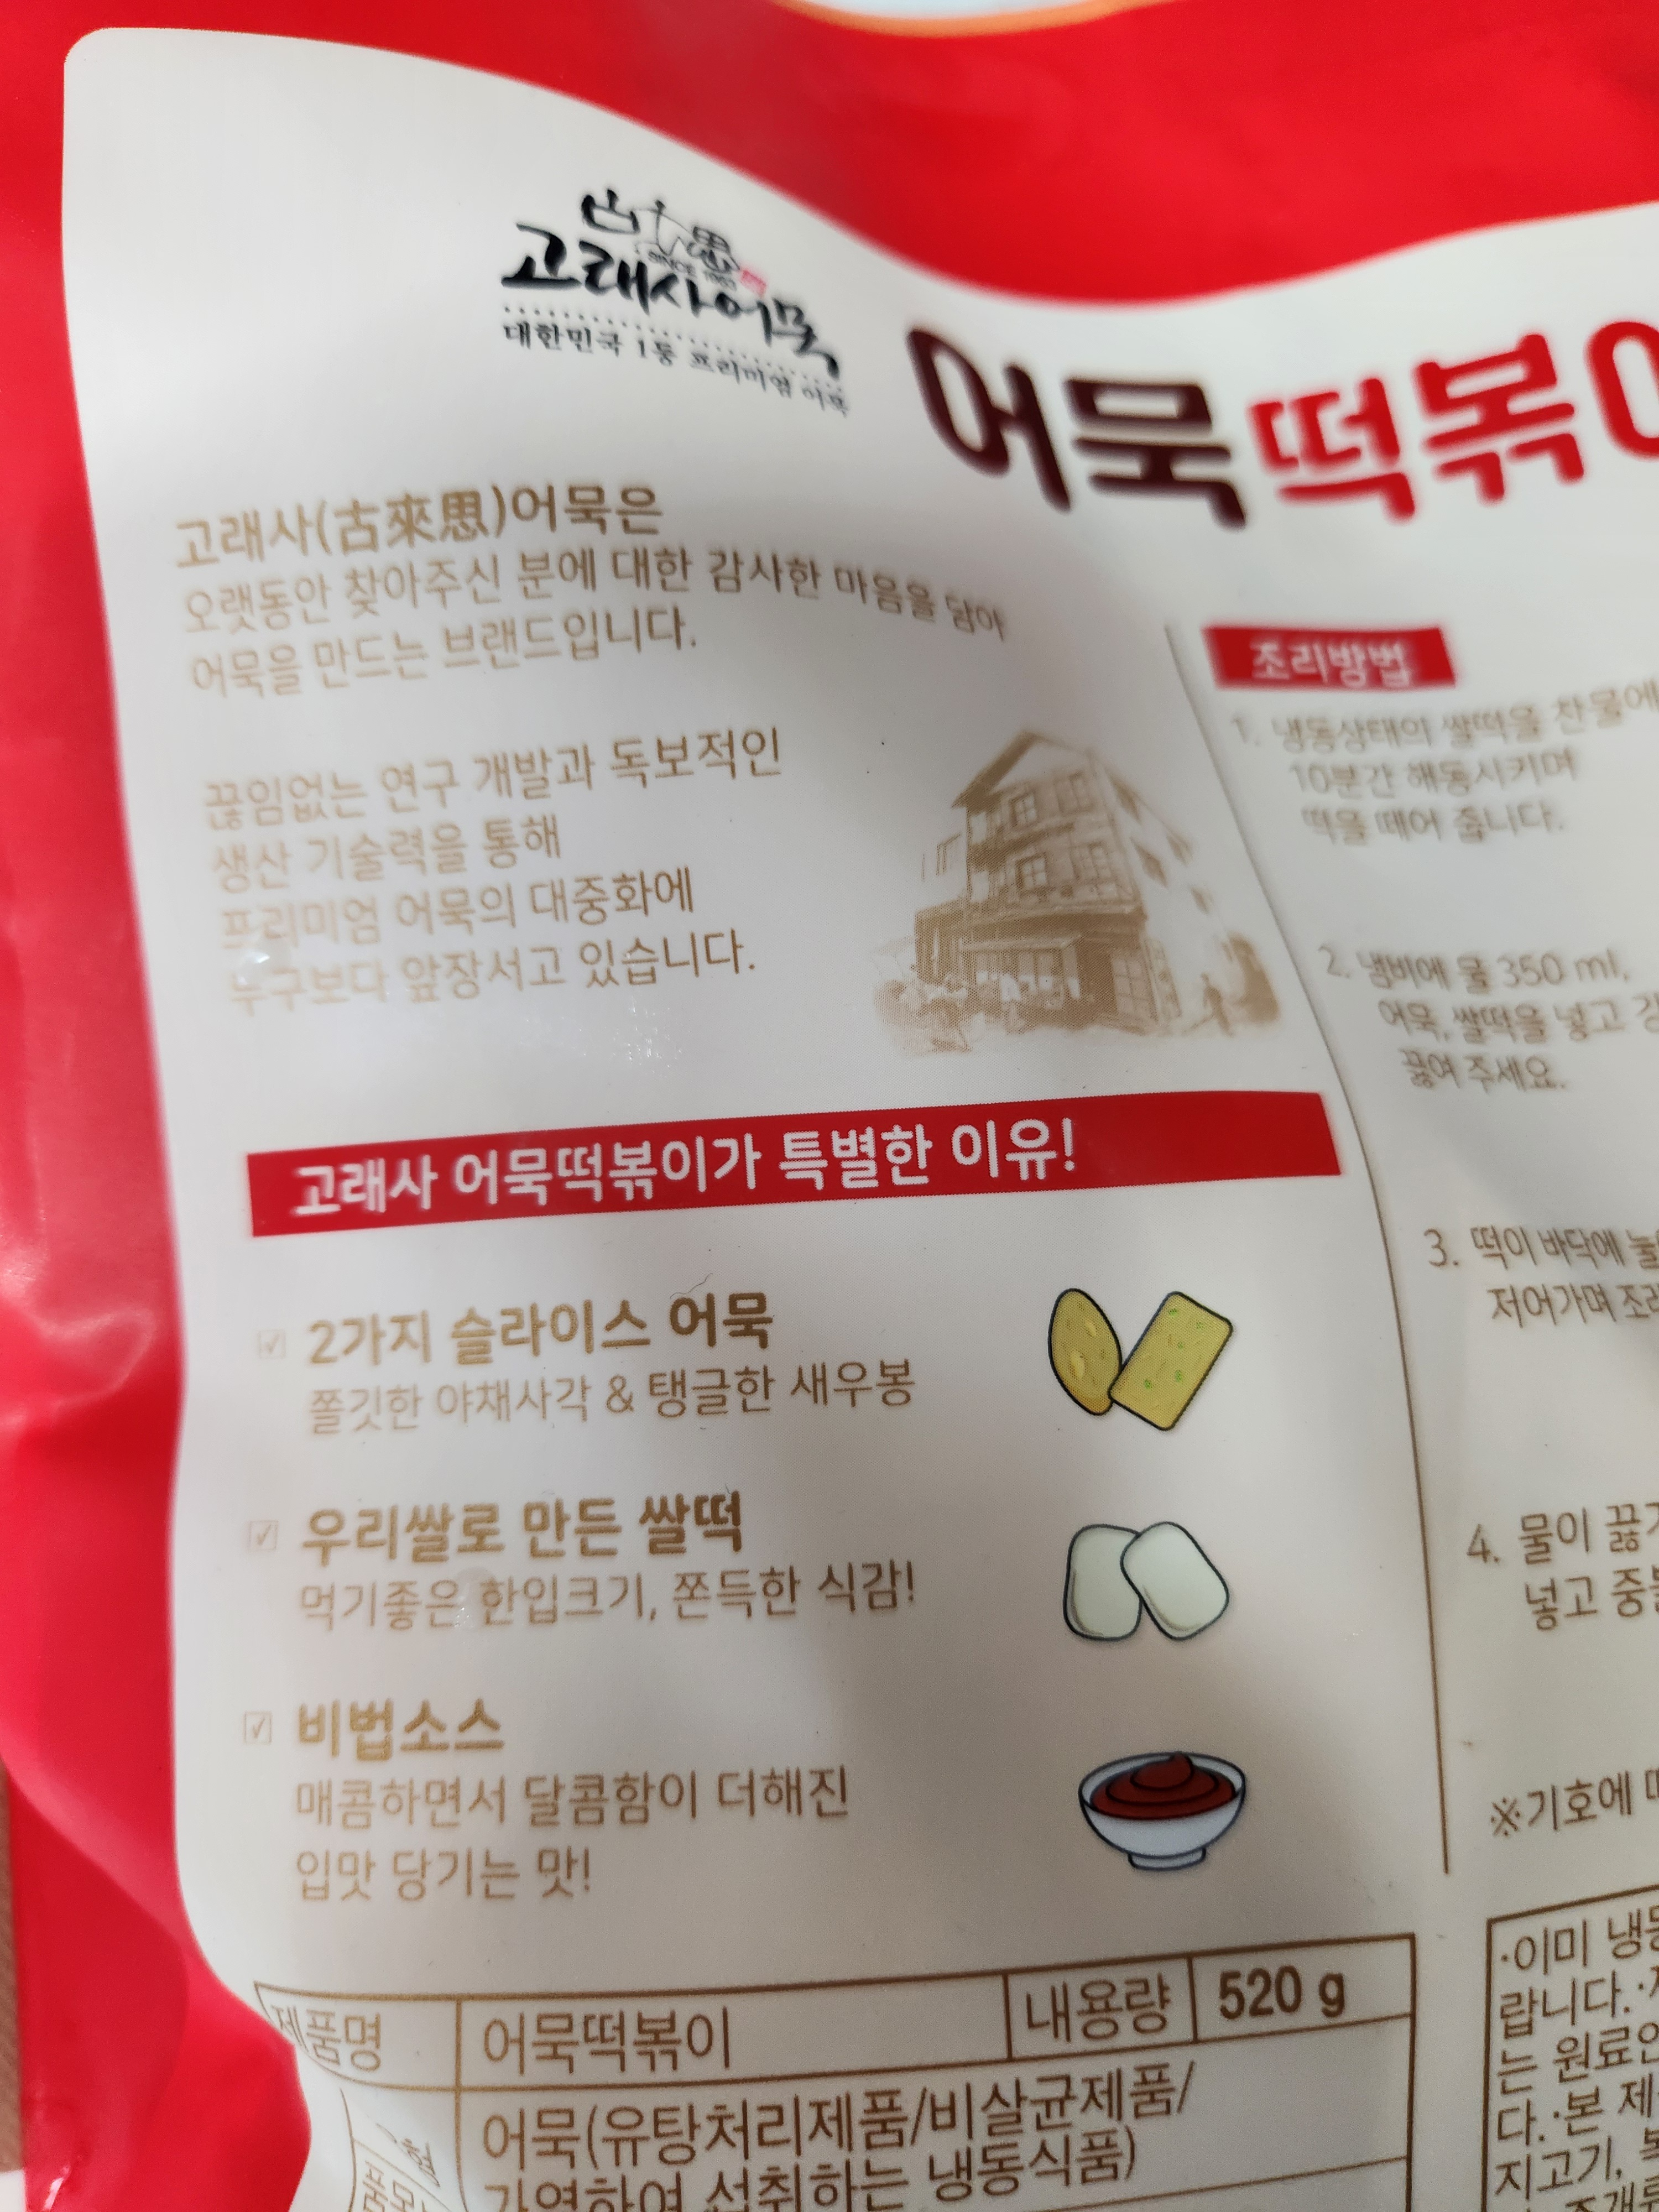 고래사어묵
대한민국 1등 프리미엄 어묵
어묵떡볶이
고래사(古來思)어묵은
오랫동안 찾아주신 분에 대한 감사한 마음을 담아
어묵을 만드는 브랜드입니다.
끊임없는 연구 개발과 독보적인
생산 기술력을 통해
프리미엄 어묵의 대중화에
누구보다 앞장서고 있습니다.
고래사 어묵떡볶이가 특별한 이유!
2가지 슬라이스 어묵
쫄깃한 야채사각 & 탱글한 새우봉
우리쌀로 만든 쌀떡
먹기좋은 한입크기, 쫀득한 식감!
비법소스
매콤하면서 달콤함이 더해진
입맛 당기는 맛!
제품명 어묵떡볶이 내용량 520 g
어묵(유탕처리제품/비살균제품/
가열하여 섭취하는 냉동식품)
조리방법
1. 냉동상태의 쌀떡을 찬물에
10분간 해동시키며
떡을 떼어 줍니다.
2. 냄비에 물 350 ml,
어묵, 쌀떡을 넣고
끓여 주세요.
3. 떡이 바닥에
저어가며
4. 물이
넣고
※기호에
·이미
랍니다.
는
다. ·본
지고기,